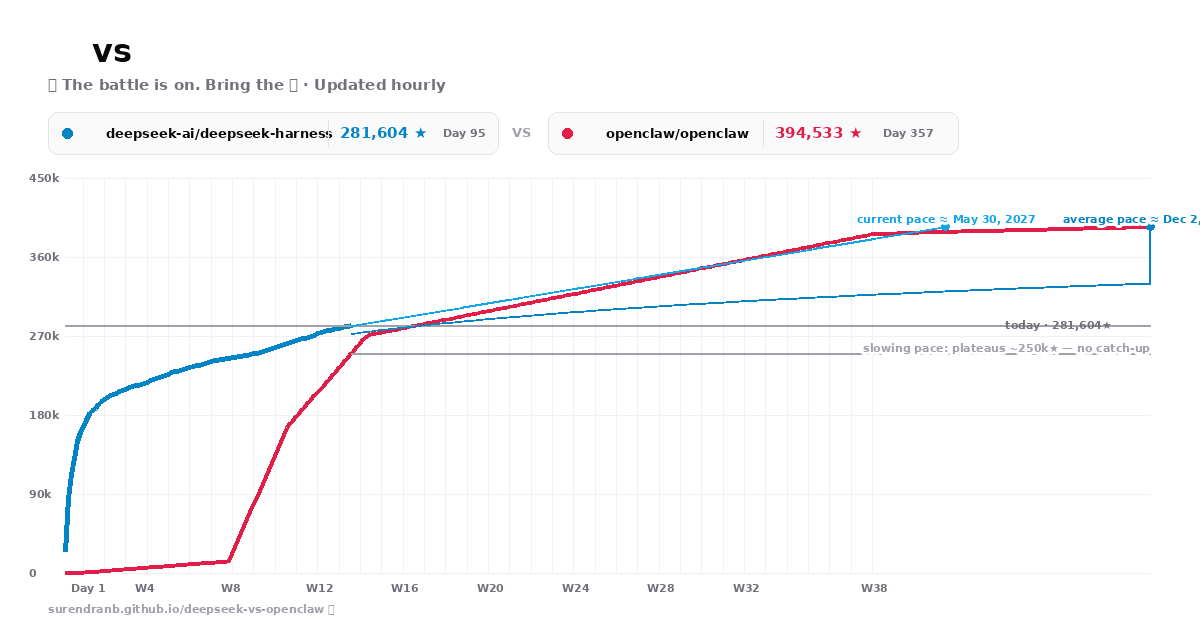 vs
The battle is on. Bring the · Updated hourly
deepseek-ai/deepseek-harness 281,604 ★ Day 95 VS openclaw/openclaw 394,533 ★ Day 357
450k
current pace ≈ May 30, 2027 average pace ≈ Dec 2,
360k
today · 281,604★
270k
slowing pace: plateaus ~250k★ — no catch-up
180k
90k
0
Day 1 W4 W8 W12 W16 W20 W24 W28 W32 W38
surendranb.github.io/deepseek-vs-openclaw